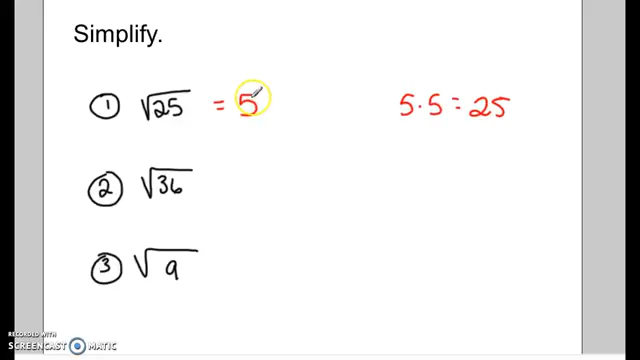 Simplify.
① √25 = 5 5·5 = 25
② √36
③ √9
RECORDED WITH
SCREENCAST MATIC